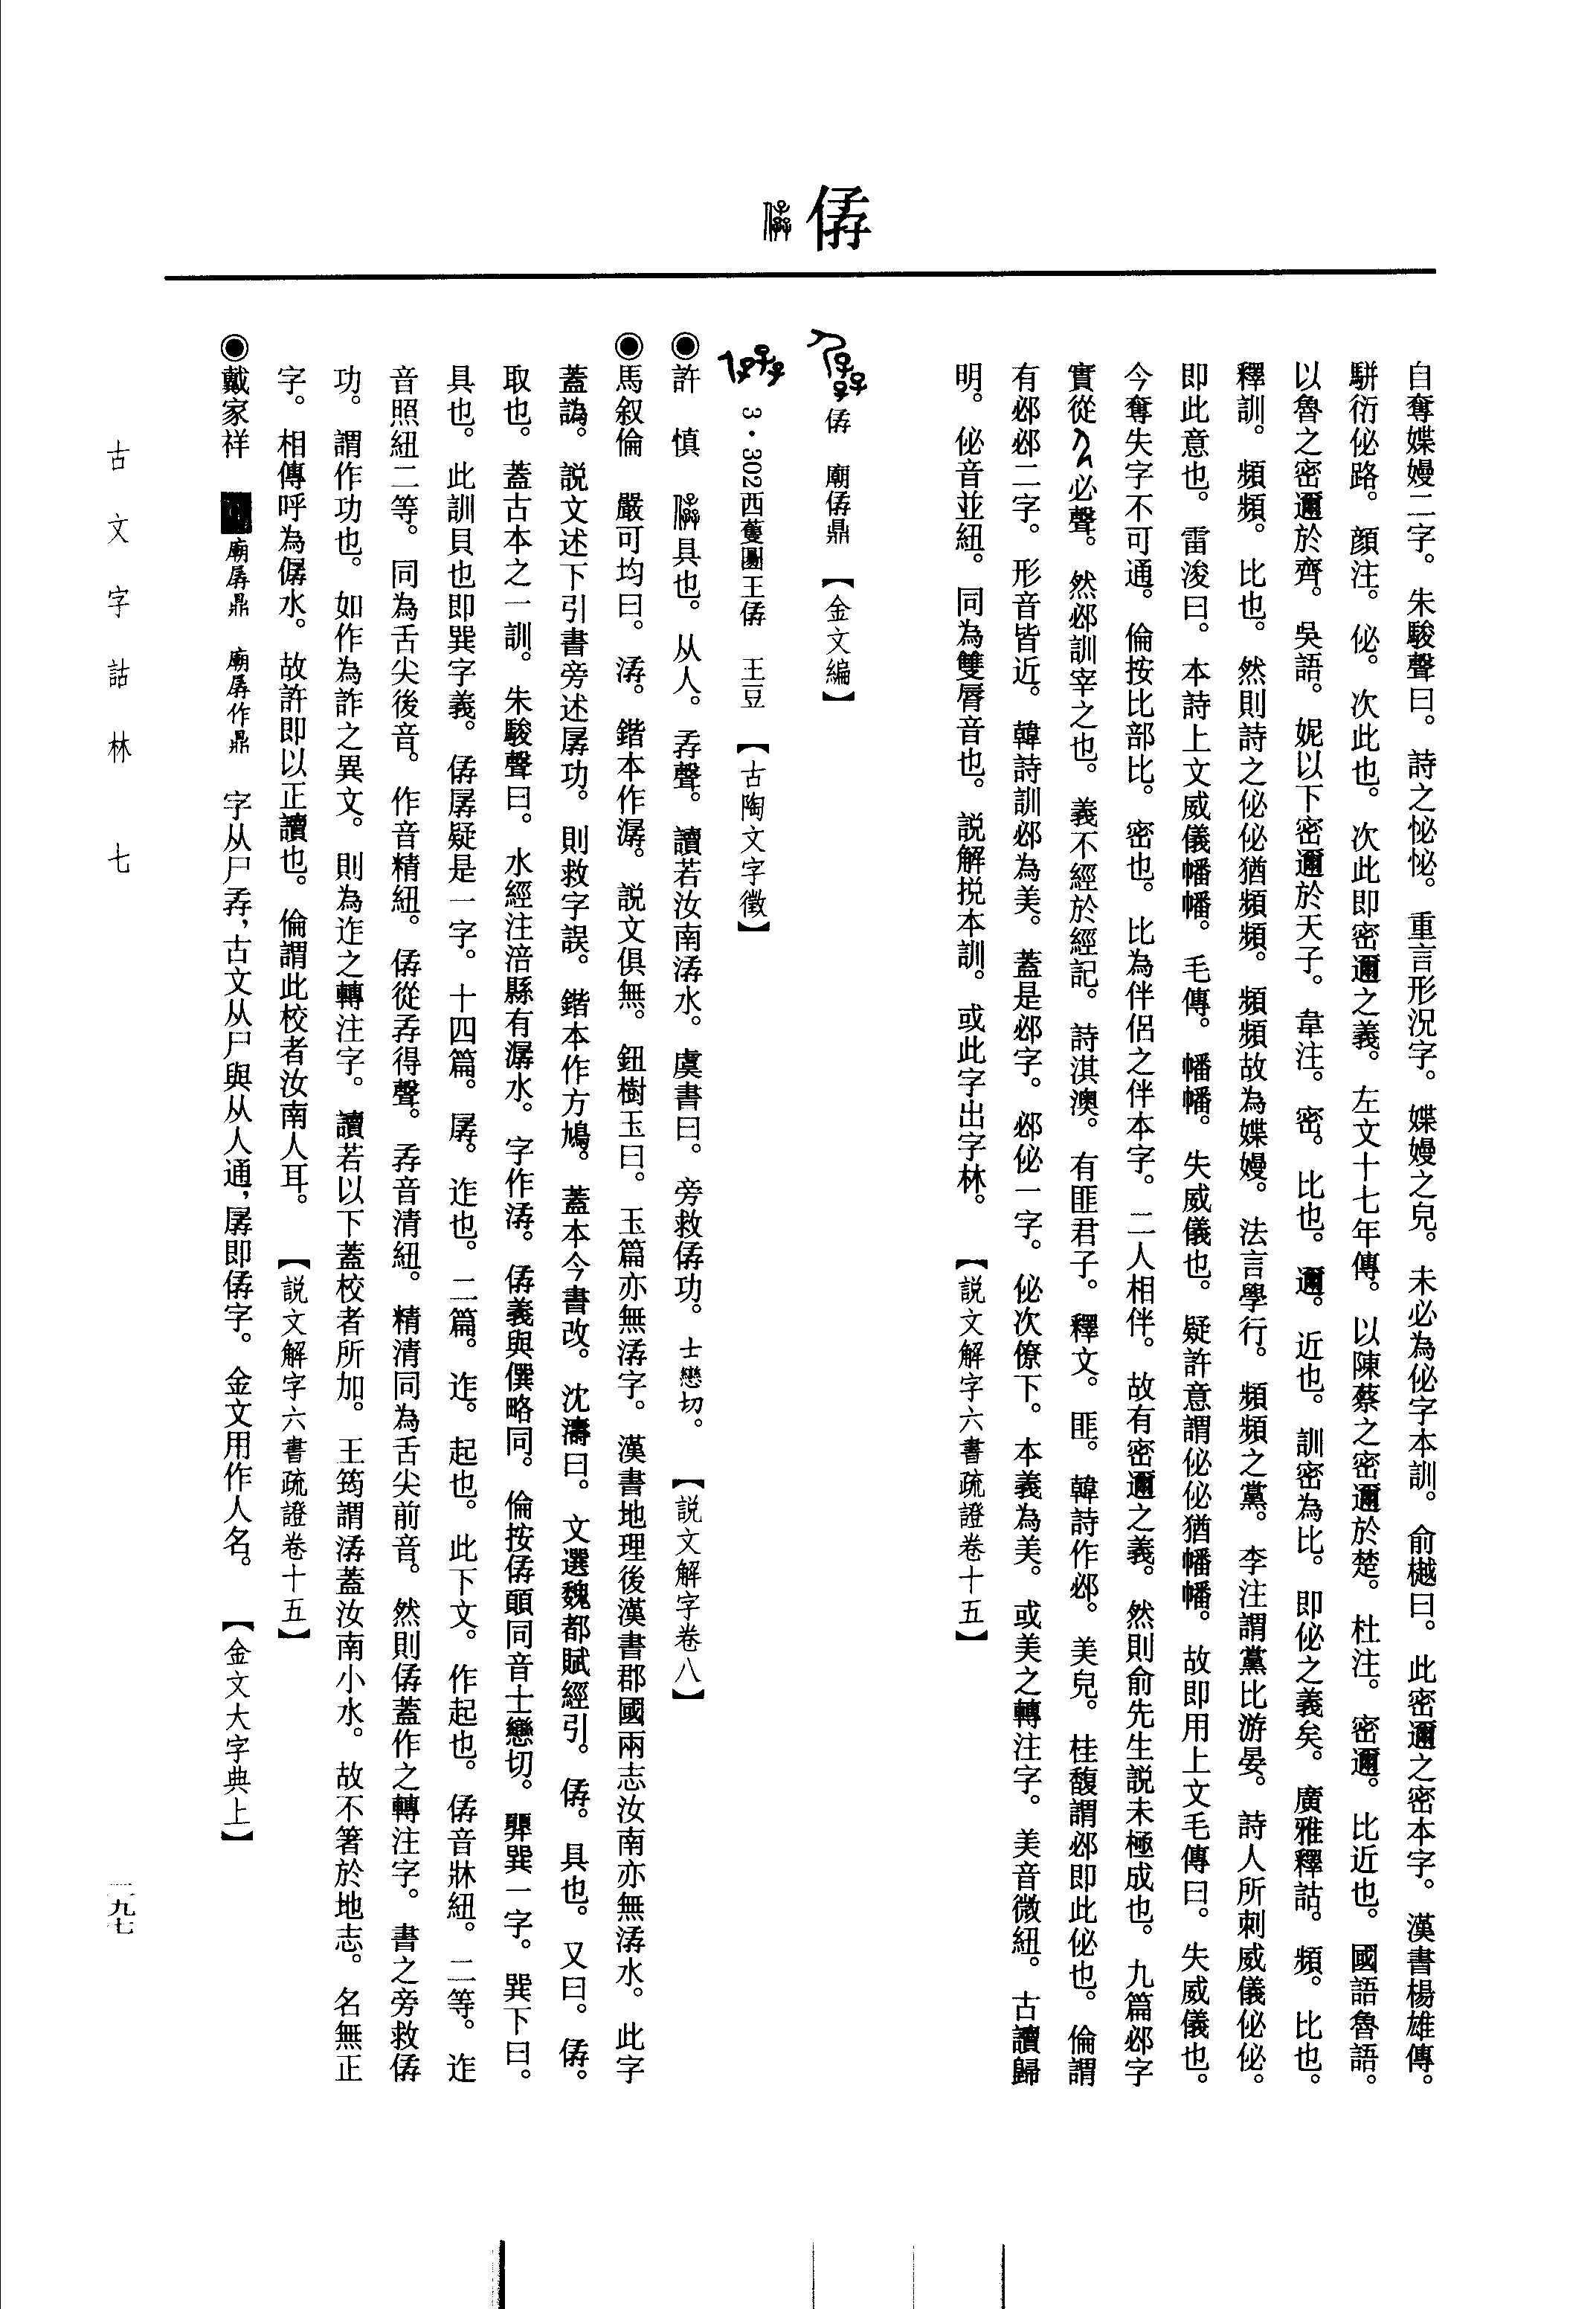 僝
自奪媟嫚二字。朱駿聲曰。詩之怭怭。重言形況字。媟嫚之皃。未必為佖字本訓。俞樾曰。此密邇之密本字。漢書楊雄傳。
駢衍佖路。顏注。佖。次此也。次此即密邇之義。左文十七年傳。以陳蔡之密邇於楚。杜注。密邇。比近也。國語魯語。
以魯之密邇於齊。吳語。妮以下密邇於天子。韋注。密。比也。邇。近也。訓密為比。即佖之義矣。廣雅釋詁。頻。比也。
釋訓。頻頻。比也。然則詩之佖佖猶頻頻。頻頻故為媟嫚。法言學行。頻頻之黨。李注謂黨比游晏。詩人所刺威儀佖佖。
即此意也。雷浚曰。本詩上文威儀幡幡。毛傳。幡幡。失威儀也。疑許意謂佖佖猶幡幡。故即用上文毛傳曰。失威儀也。
今奪失字不可通。倫按比部比。密也。比為伴侶之伴本字。二人相伴。故有密邇之義。然則俞先生説未極成也。九篇邲字
實從必聲。然邲訓宰之也。義不經於經記。詩淇澳。有匪君子。釋文。匪。韓詩作邲。美皃。桂馥謂邲即此佖也。倫謂
有邲邲二字。形音皆近。韓詩訓邲為美。蓋是邲字。邲佖一字。佖次僚下。本義為美。或美之轉注字。美音微紐。古讀歸
明。佖音並紐。同為雙脣音也。説解挩本訓。或此字出字林。【説文解字六書疏證卷十五】
孱 廟孱鼎【金文編】
3・302西蒦圜王孱 王豆【古陶文字徵】
◉許 慎 具也。从人。孨聲。讀若汝南潺水。虞書曰。旁救僝功。士戀切。【説文解字卷八】
◉馬叙倫 嚴可均曰。潺。鍇本作潺。説文俱無。鈕樹玉曰。玉篇亦無潺字。漢書地理後漢書郡國兩志汝南亦無潺水。此字
蓋譌。説文述下引書旁述孱功。則救字誤。鍇本作方鳩。蓋本今書改。沈濤曰。文選魏都賦經引。僝。具也。又曰。僝。
取也。蓋古本之一訓。朱駿聲曰。水經注涪縣有潺水。字作潺。僝義與僎略同。倫按僝頭同音士戀切。巽一字。巽下曰。
具也。此訓貝也即巽字義。僝孱疑是一字。十四篇。孱。迮也。二篇。迮。起也。此下文。作起也。僝音牀紐。二等。迮
音照紐二等。同為舌尖後音。作音精紐。僝從孨得聲。孨音清紐。精清同為舌尖前音。然則僝蓋作之轉注字。書之旁救僝
功。謂作功也。如作為詐之異文。則為迮之轉注字。讀若以下蓋校者所加。王筠謂潺蓋汝南小水。故不箸於地志。名無正
字。相傳呼為僝水。故許即以正讀也。倫謂此校者汝南人耳。【説文解字六書疏證卷十五】
◉戴家祥 廟孱鼎 廟孱作鼎 字从尸孨，古文从尸與从人通，孱即僝字。金文用作人名。【金文大字典上】
古文字詁林 七
二九七